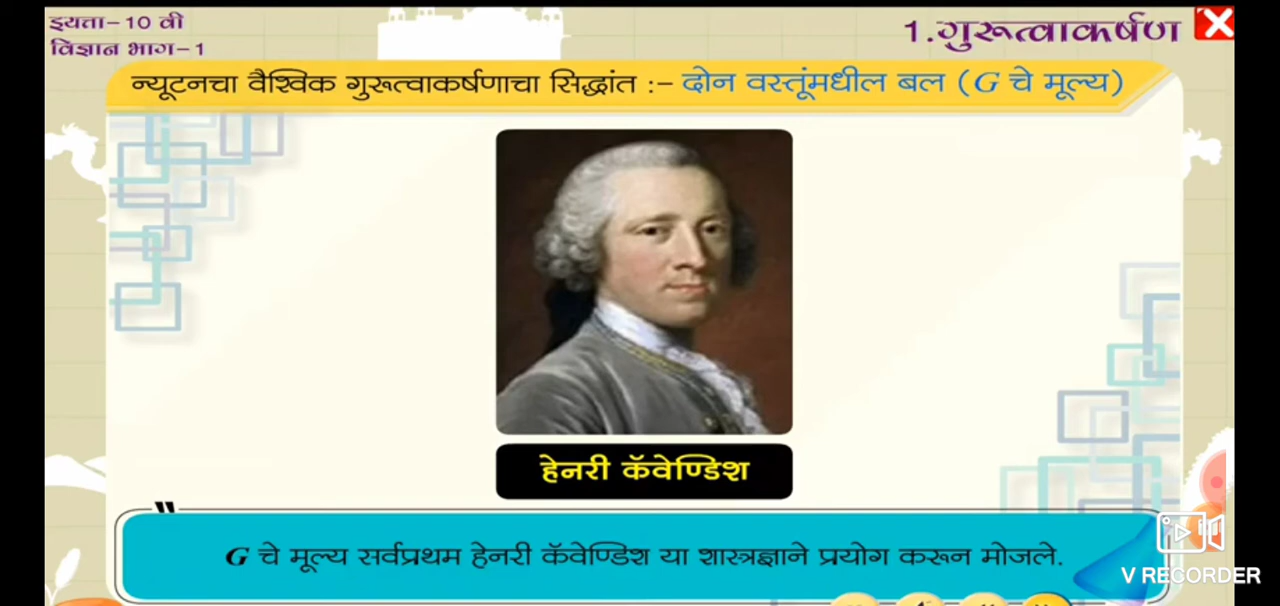 इयत्ता-10 वी
विज्ञान भाग-1
1.गुरूत्वाकर्षण
न्यूटनचा वैश्विक गुरूत्वाकर्षणाचा सिद्धांत :- दोन वस्तूंमधील बल (G चे मूल्य)
हेनरी कॅवेण्डिश
G चे मूल्य सर्वप्रथम हेनरी कॅवेण्डिश या शास्त्रज्ञाने प्रयोग करून मोजले.
V RECORDER